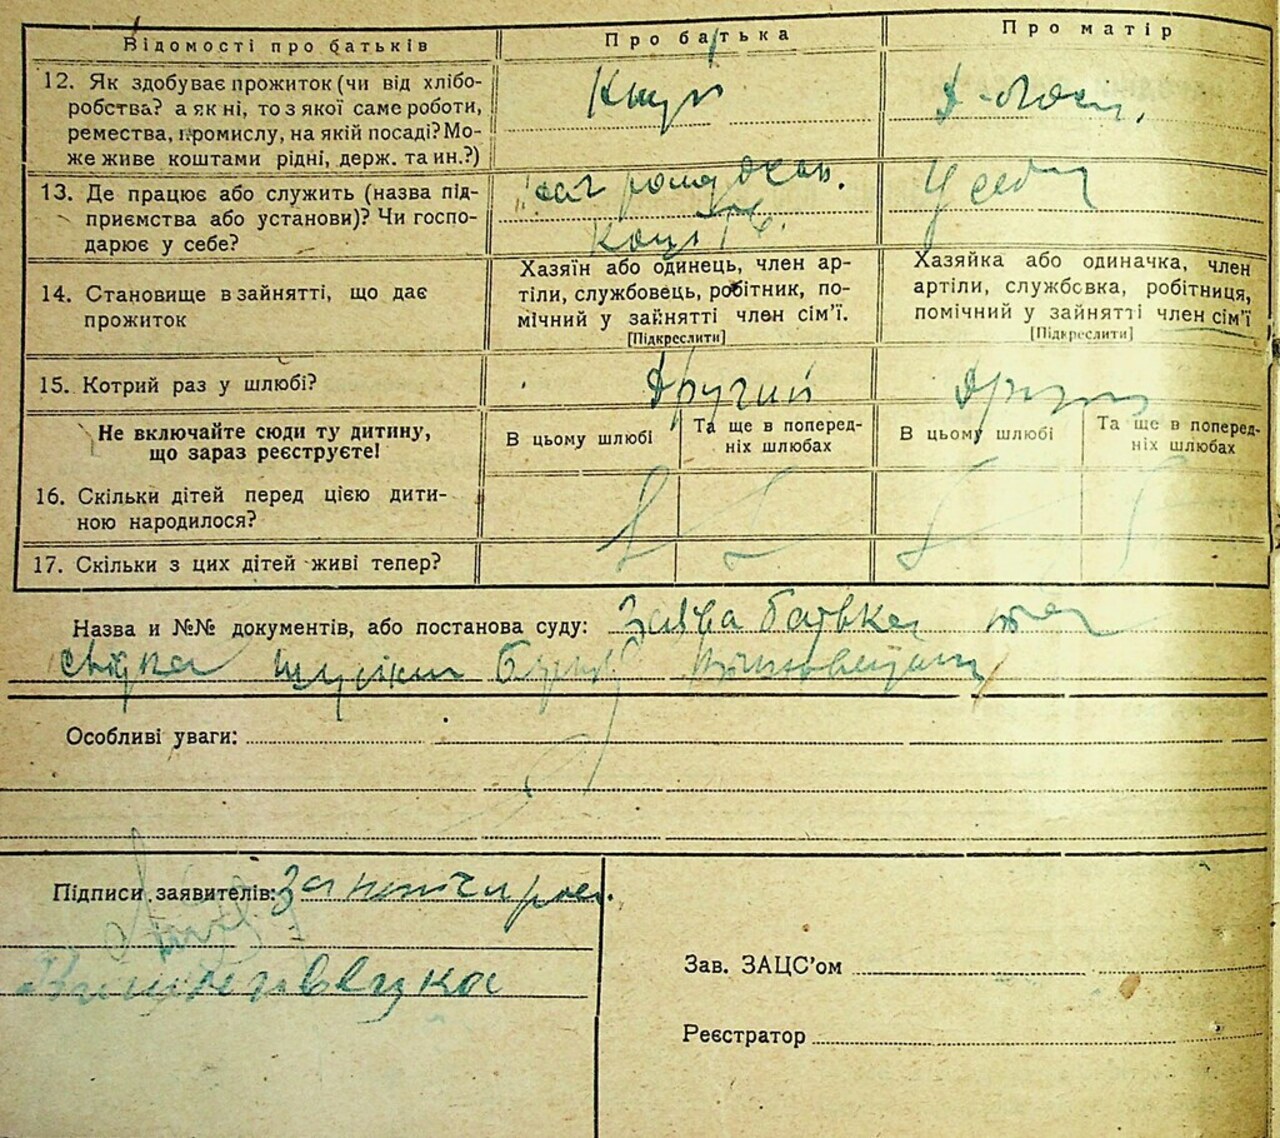 Відомості про батьків
Про батька
Про матір
12. Як здобуває прожиток (чи від хлібо-
робства? а як ні, то з якої саме роботи,
ремества, промислу, на якій посаді? Мо-
же живе коштами рідні, держ. та ин.?)
13. Де працює або служить (назва під-
приємства або установи)? Чи госпо-
дарює у себе?
У себе
14. Становище в зайнятті, що дає
прожиток
Хазяїн або одинець, член ар-
тіли, службовець, робітник, по-
мічний у зайнятті член сім’ї.
[Підкреслити]
Хазяйка або одиначка, член
артіли, службовка, робітниця,
помічний у зайнятті член сім’ї
[Підкреслити]
15. Котрий раз у шлюбі?
Другий
Не включайте сюди ту дитину,
що зараз реєструєте!
В цьому шлюбі
Та ще в поперед-
ніх шлюбах
В цьому шлюбі
Та ще в поперед-
ніх шлюбах
16. Скільки дітей перед цією дити-
ною народилося?
17. Скільки з цих дітей живі тепер?
Назва и №№ документів, або постанова суду: Заява батька та
свідка
Особливі уваги:
Підписи заявителів:
Зав. ЗАЦС’ом
Реєстратор